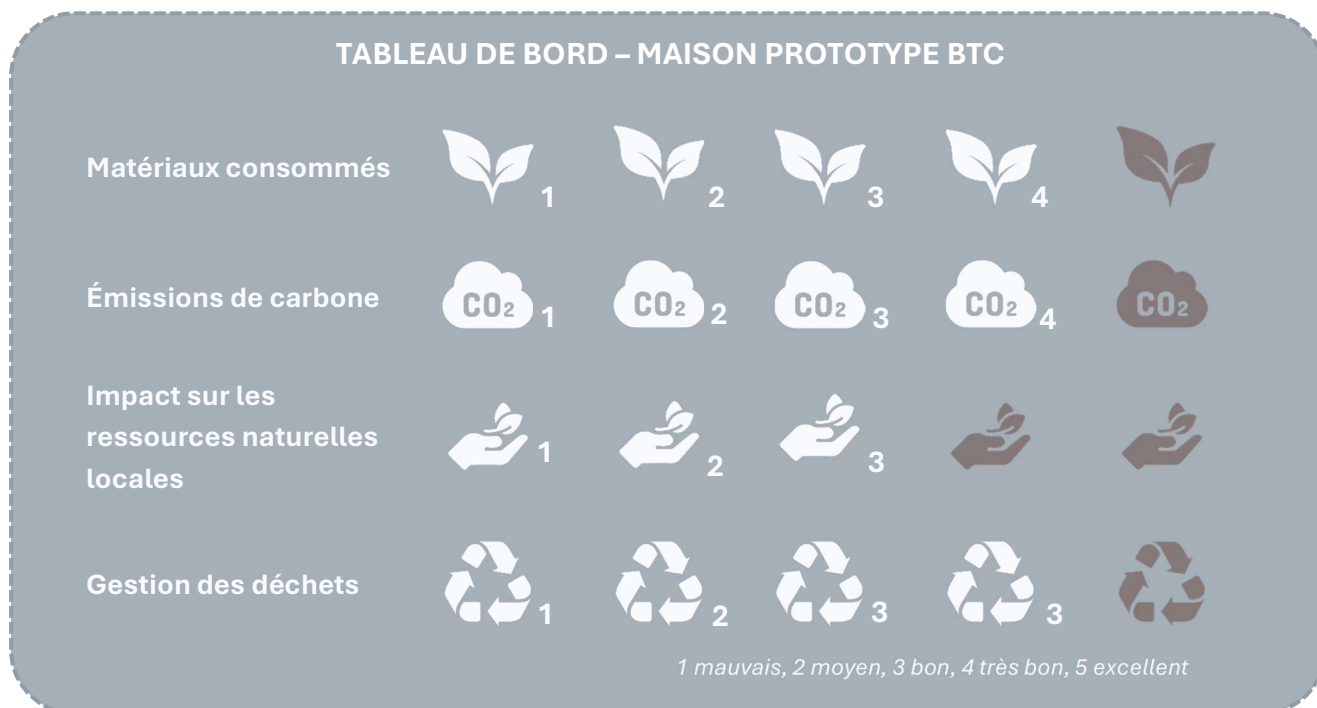 TABLEAU DE BORD – MAISON PROTOTYPE BTC
Matériaux consommés 1 2 3 4
Émissions de carbone CO₂ 1 CO₂ 2 CO₂ 3 CO₂ 4 CO₂
Impact sur les
ressources naturelles 1 2 3
locales
Gestion des déchets 1 2 3 3
1 mauvais, 2 moyen, 3 bon, 4 très bon, 5 excellent